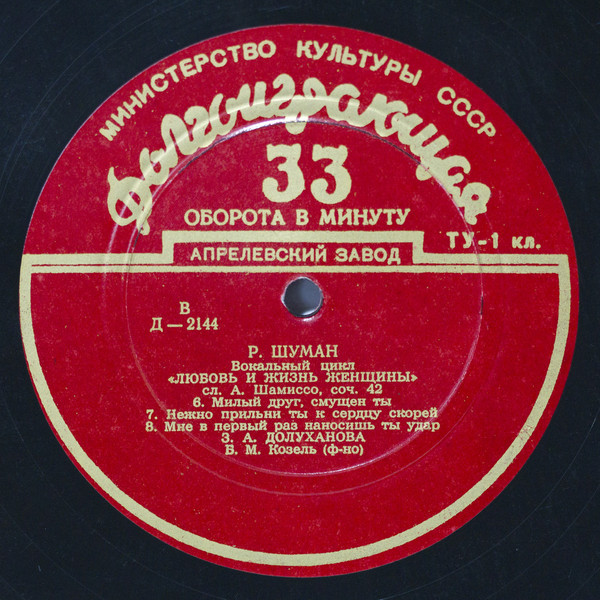 МИНИСТЕРСТВО КУЛЬТУРЫ СССР
Долгоиграющая
33
ОБОРОТА В МИНУТУ
ТУ-1 кл.
АПРЕЛЕВСКИЙ ЗАВОД
В
Д—2144
Р. ШУМАН
Вокальный цикл
«ЛЮБОВЬ И ЖИЗНЬ ЖЕНЩИНЫ»
сл. А. Шамиссо, соч. 42
6. Милый друг, смущен ты
7. Нежно прильни ты к сердцу скорей
8. Мне в первый раз наносишь ты удар
З. А. ДОЛУХАНОВА
Б. М. Козель (ф-но)